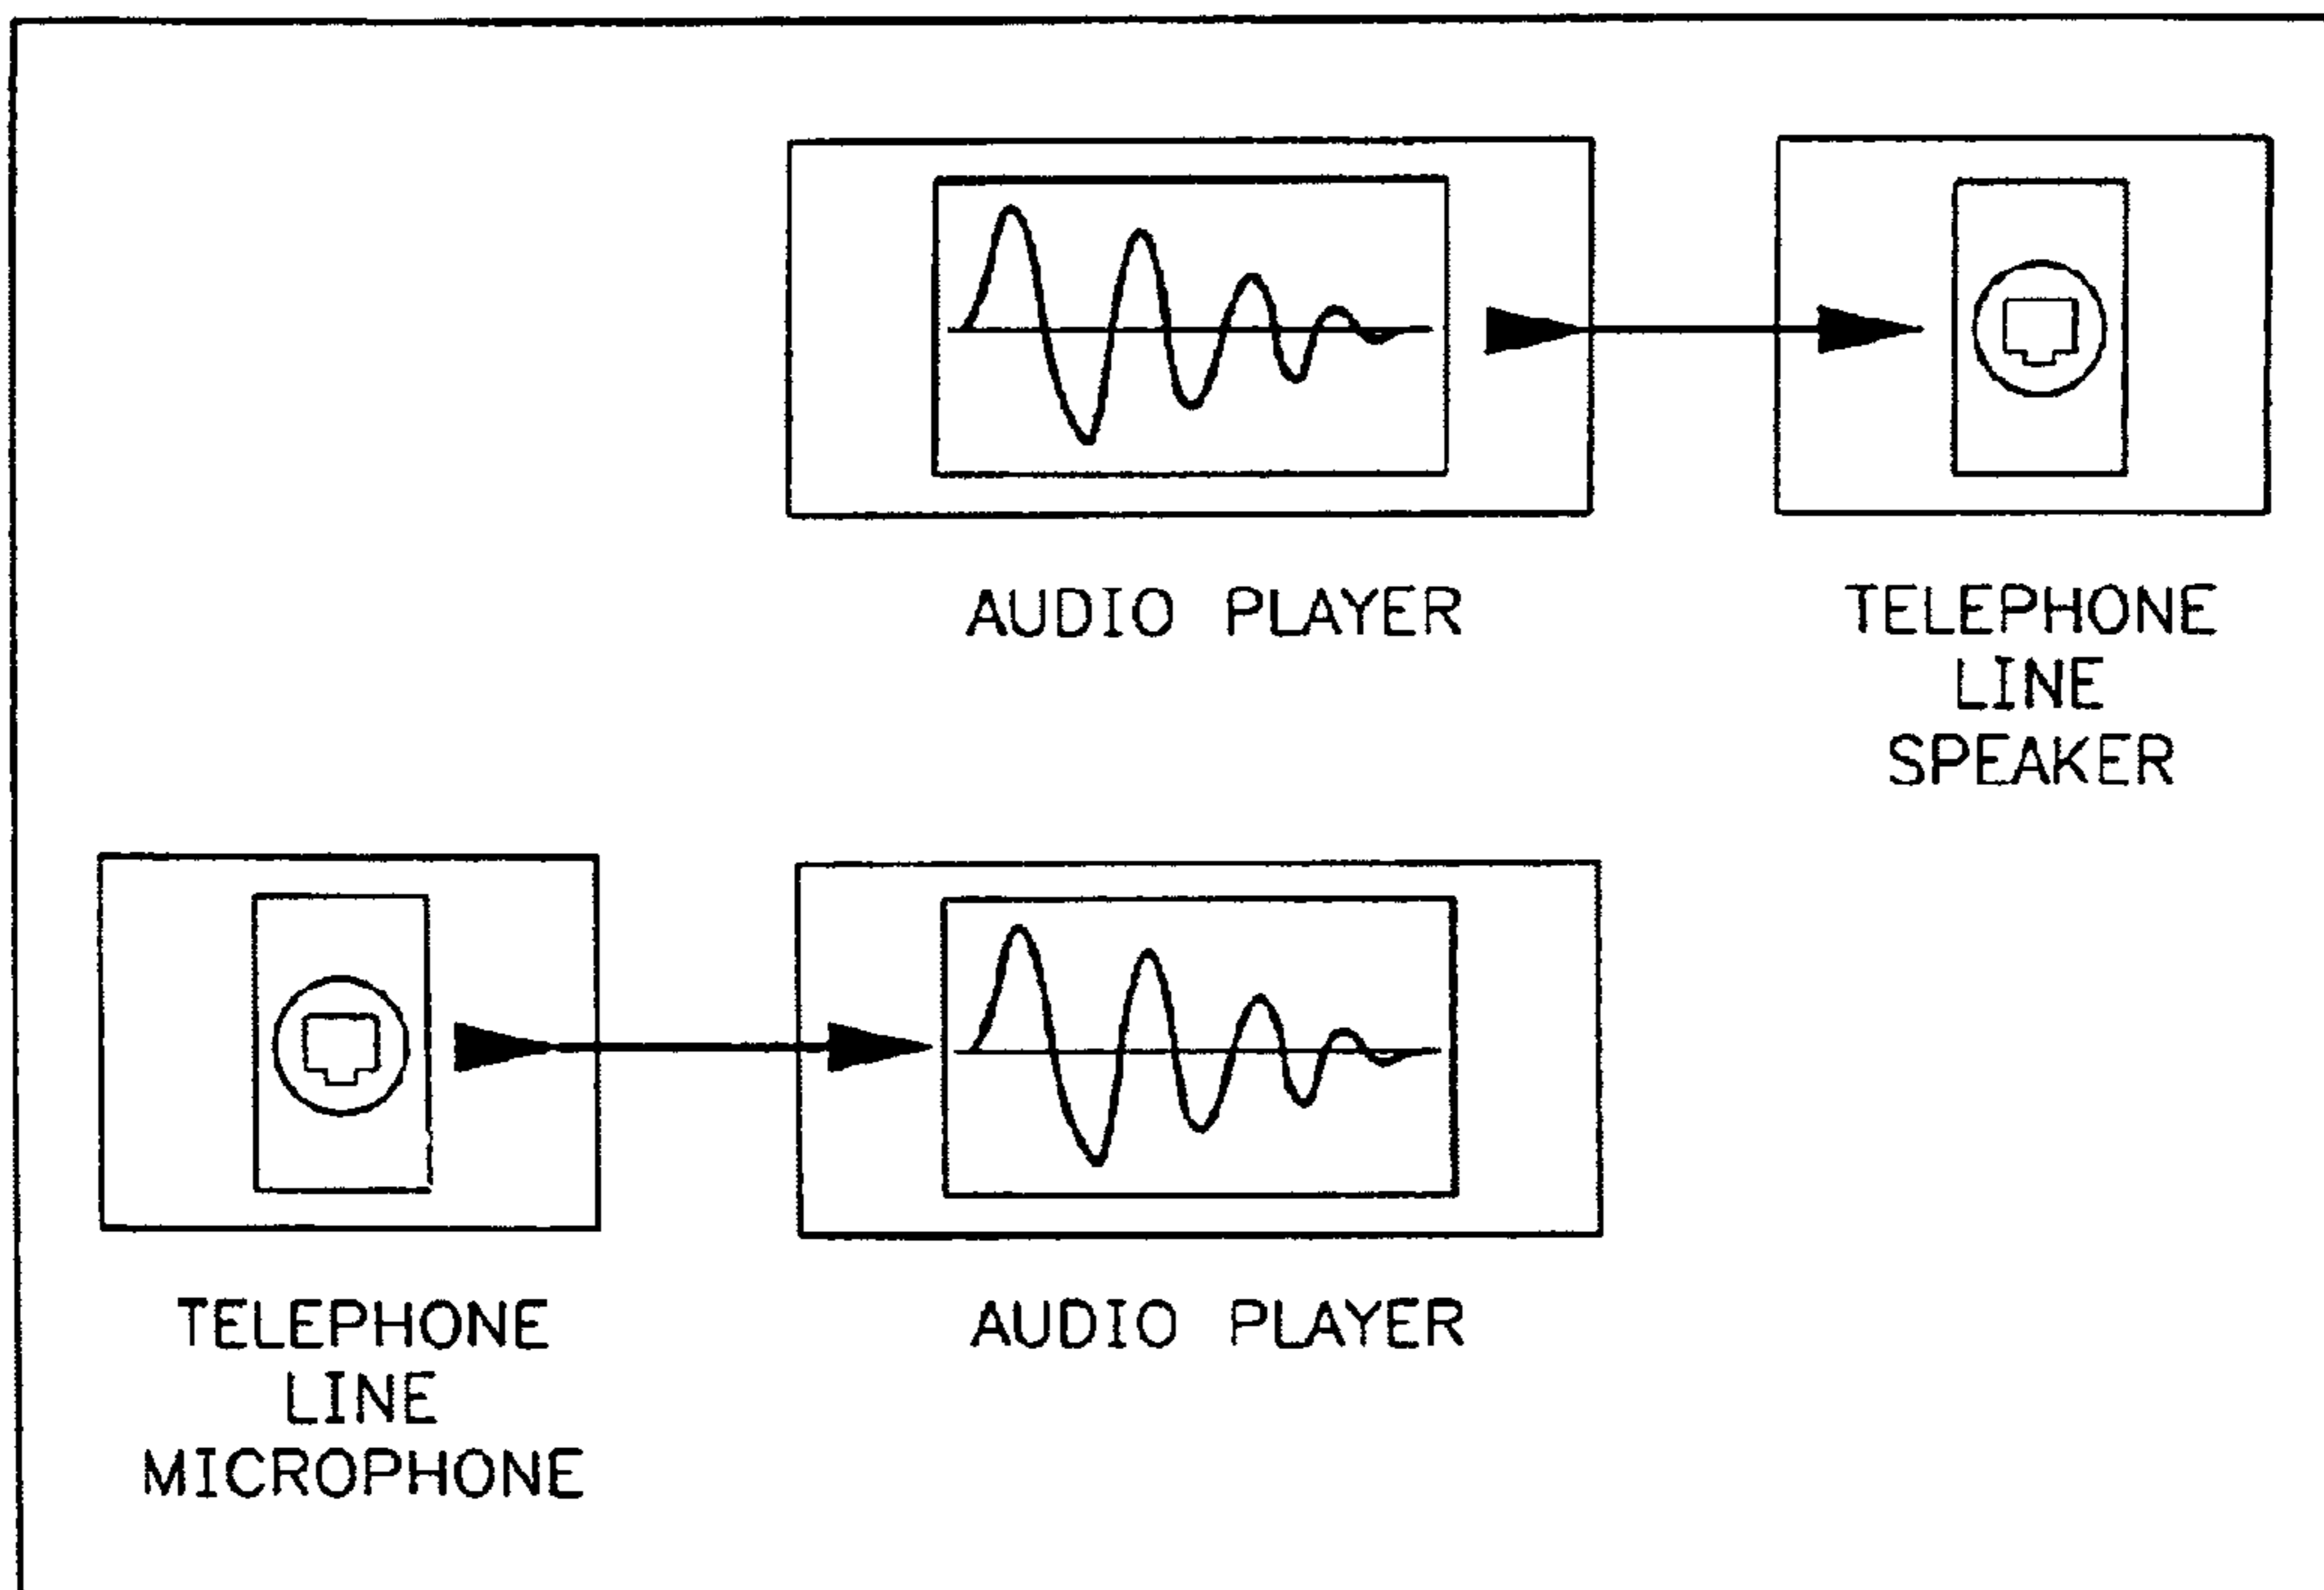 AUDIO PLAYER
TELEPHONE
LINE
SPEAKER
TELEPHONE
LINE
MICROPHONE
AUDIO PLAYER